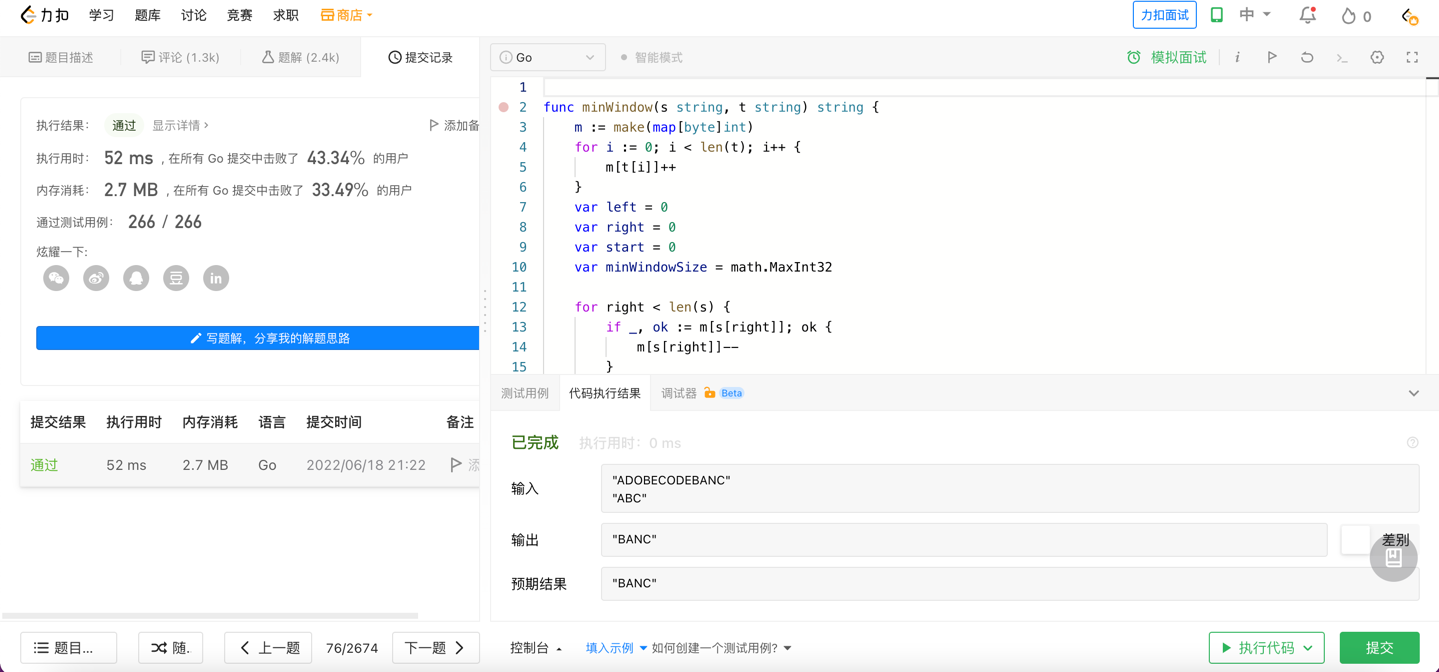 力扣 学习 题库 讨论 竞赛 求职 商店 力扣面试 中 0
题目描述 评论 (1.3k) 题解 (2.4k) 提交记录
执行结果： 通过 显示详情 › 添加备
执行用时： 52 ms , 在所有 Go 提交中击败了 43.34% 的用户
内存消耗： 2.7 MB , 在所有 Go 提交中击败了 33.49% 的用户
通过测试用例： 266 / 266
炫耀一下:
豆 in
写题解，分享我的解题思路
提交结果 执行用时 内存消耗 语言 提交时间 备注
通过 52 ms 2.7 MB Go 2022/06/18 21:22 添
题目... 随. 上一题 76/2674 下一题
i Go 智能模式 模拟面试 i
1
2 func minWindow(s string, t string) string {
3 m := make(map[byte]int)
4 for i := 0; i < len(t); i++ {
5 m[t[i]]++
6 }
7 var left = 0
8 var right = 0
9 var start = 0
10 var minWindowSize = math.MaxInt32
11
12 for right < len(s) {
13 if _, ok := m[s[right]]; ok {
14 m[s[right]]--
15 }
测试用例 代码执行结果 调试器 Beta
已完成 执行用时：0 ms
输入 "ADOBECODEBANC"
"ABC"
输出 "BANC" 差别
预期结果 "BANC"
控制台 填入示例 如何创建一个测试用例? 执行代码 提交